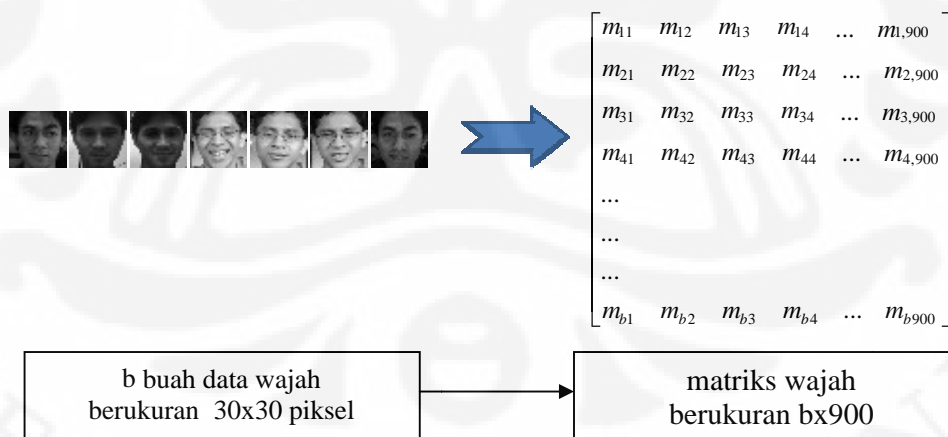 m11 m12 m13 m14 ... m1,900
m21 m22 m23 m24 ... m2,900
m31 m32 m33 m34 ... m3,900
m41 m42 m43 m44 ... m4,900
...
...
...
mb1 mb2 mb3 mb4 ... mb900
b buah data wajah
berukuran 30x30 piksel
matriks wajah
berukuran bx900